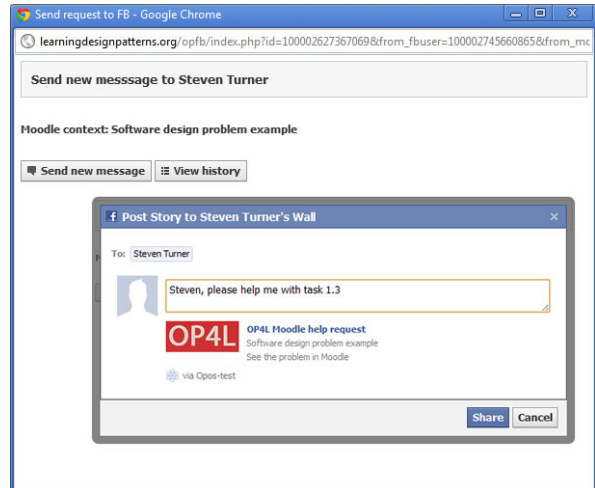 Send request to FB - Google Chrome
learningdesignpatterns.org/opfb/index.php?id=100002627367069&from_fbuser=100002745660865&from_mc
Send new messsage to Steven Turner
Moodle context: Software design problem example
Send new message View history
Post Story to Steven Turner's Wall
To: Steven Turner
Steven, please help me with task 1.3
OP4L
OP4L Moodle help request
Software design problem example
See the problem in Moodle
via Opos-test
Share Cancel